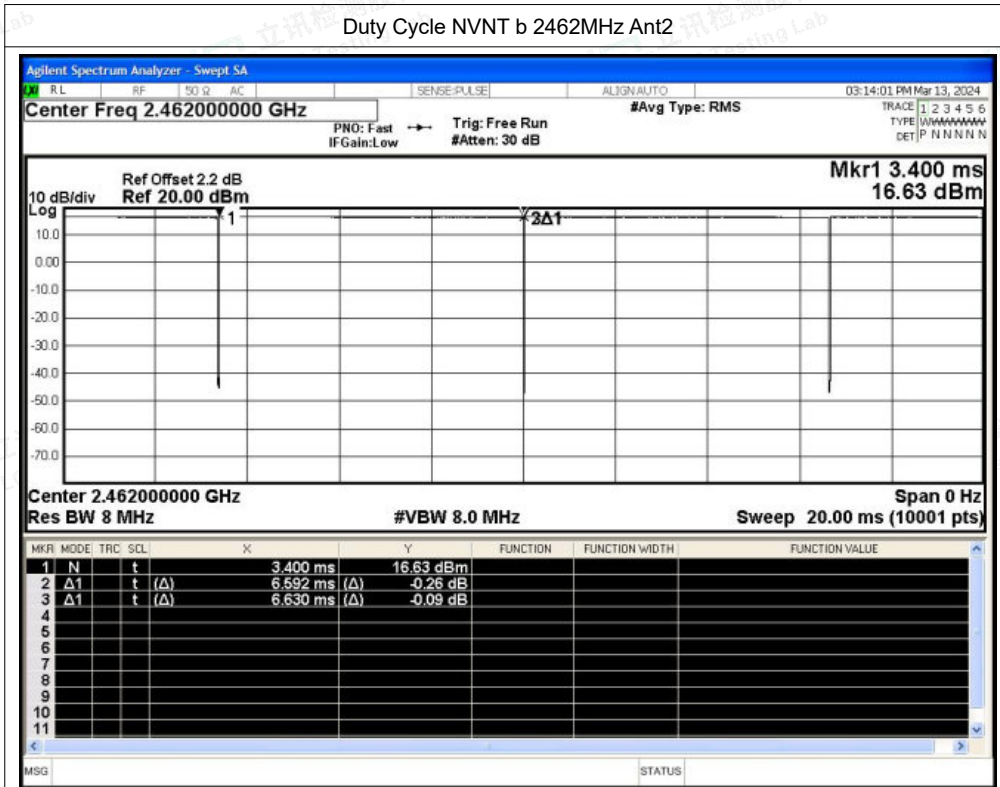 Duty Cycle NVNT b 2462MHz Ant2
Agilent Spectrum Analyzer - Swept SA
RL RF 50 Ω AC SENSE:PULSE ALIGN AUTO 03:14:01 PM Mar 13, 2024
Center Freq 2.462000000 GHz #Avg Type: RMS TRACE 1 2 3 4 5 6
PNO: Fast Trig: Free Run TYPE
IFGain:Low #Atten: 30 dB DET P N N N N N
Mkr1 3.400 ms
Ref Offset 2.2 dB
10 dB/div Ref 20.00 dBm 16.63 dBm
Log
1 3Δ1
10.0
0.00
-10.0
-20.0
-30.0
-40.0
-50.0
-60.0
-70.0
Center 2.462000000 GHz Span 0 Hz
Res BW 8 MHz #VBW 8.0 MHz Sweep 20.00 ms (10001 pts)
MKR MODE TRC SCL X Y FUNCTION FUNCTION WIDTH FUNCTION VALUE
1 N t 3.400 ms 16.63 dBm
2 Δ1 t (Δ) 6.592 ms (Δ) -0.26 dB
3 Δ1 t (Δ) 6.630 ms (Δ) -0.09 dB
4
5
6
7
8
9
10
11
MSG STATUS